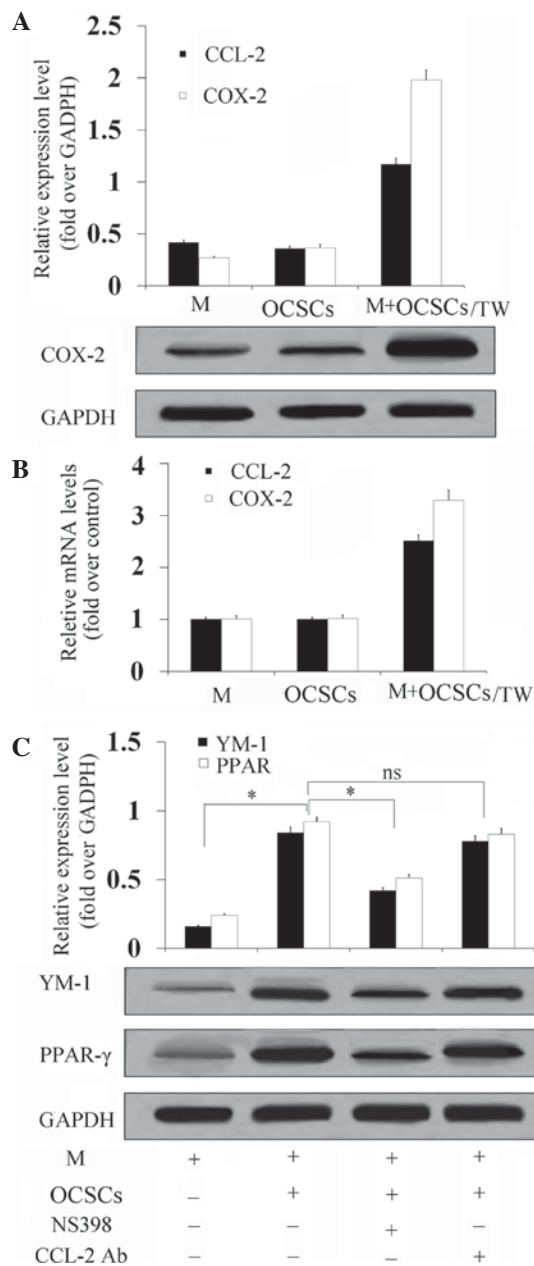 A
Relative expression level
(fold over GADPH)
2.5
2
1.5
1
0.5
0
CCL-2
COX-2
M
OCSCs
M+OCSCs/TW
COX-2
GAPDH
B
Reletive mRNA levels
(fold over control)
4
3
2
1
0
CCL-2
COX-2
M
OCSCs
M+OCSCs/TW
C
Relative expression level
(fold over GADPH)
1.5
1
0.5
0
YM-1
PPAR
ns
*
*
YM-1
PPAR-γ
GAPDH
M + + + +
OCSCs – + + +
NS398 – – + –
CCL-2 Ab – – – +